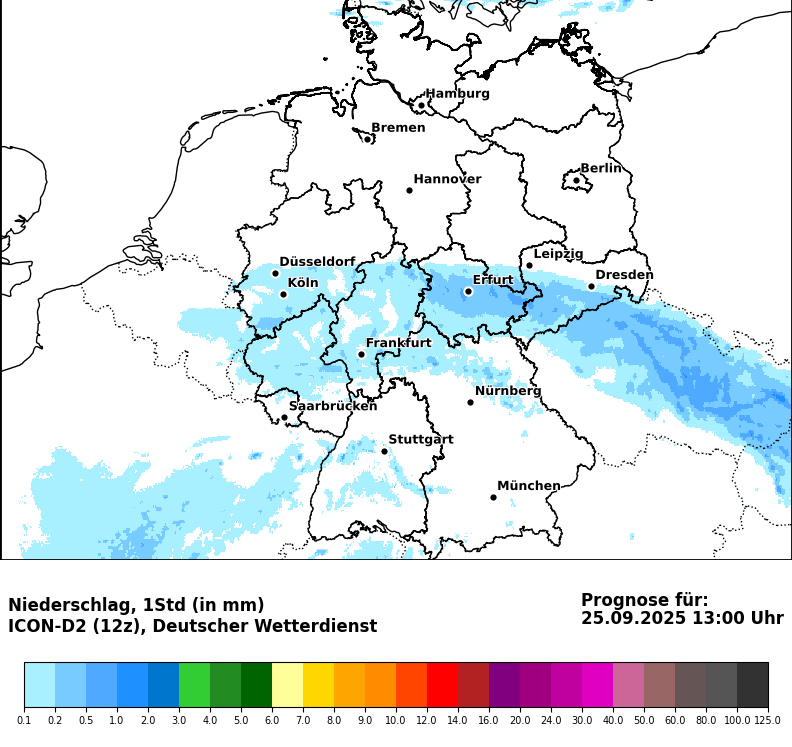 Hamburg
Bremen
Berlin
Hannover
Leipzig
Düsseldorf
Dresden
Köln
Erfurt
Frankfurt
Nürnberg
Saarbrücken
Stuttgart
München
Niederschlag, 1Std (in mm)
ICON-D2 (12z), Deutscher Wetterdienst
Prognose für:
25.09.2025 13:00 Uhr
0.1 0.2 0.5 1.0 2.0 3.0 4.0 5.0 6.0 7.0 8.0 9.0 10.0 12.0 14.0 16.0 20.0 24.0 30.0 40.0 50.0 60.0 80.0 100.0 125.0